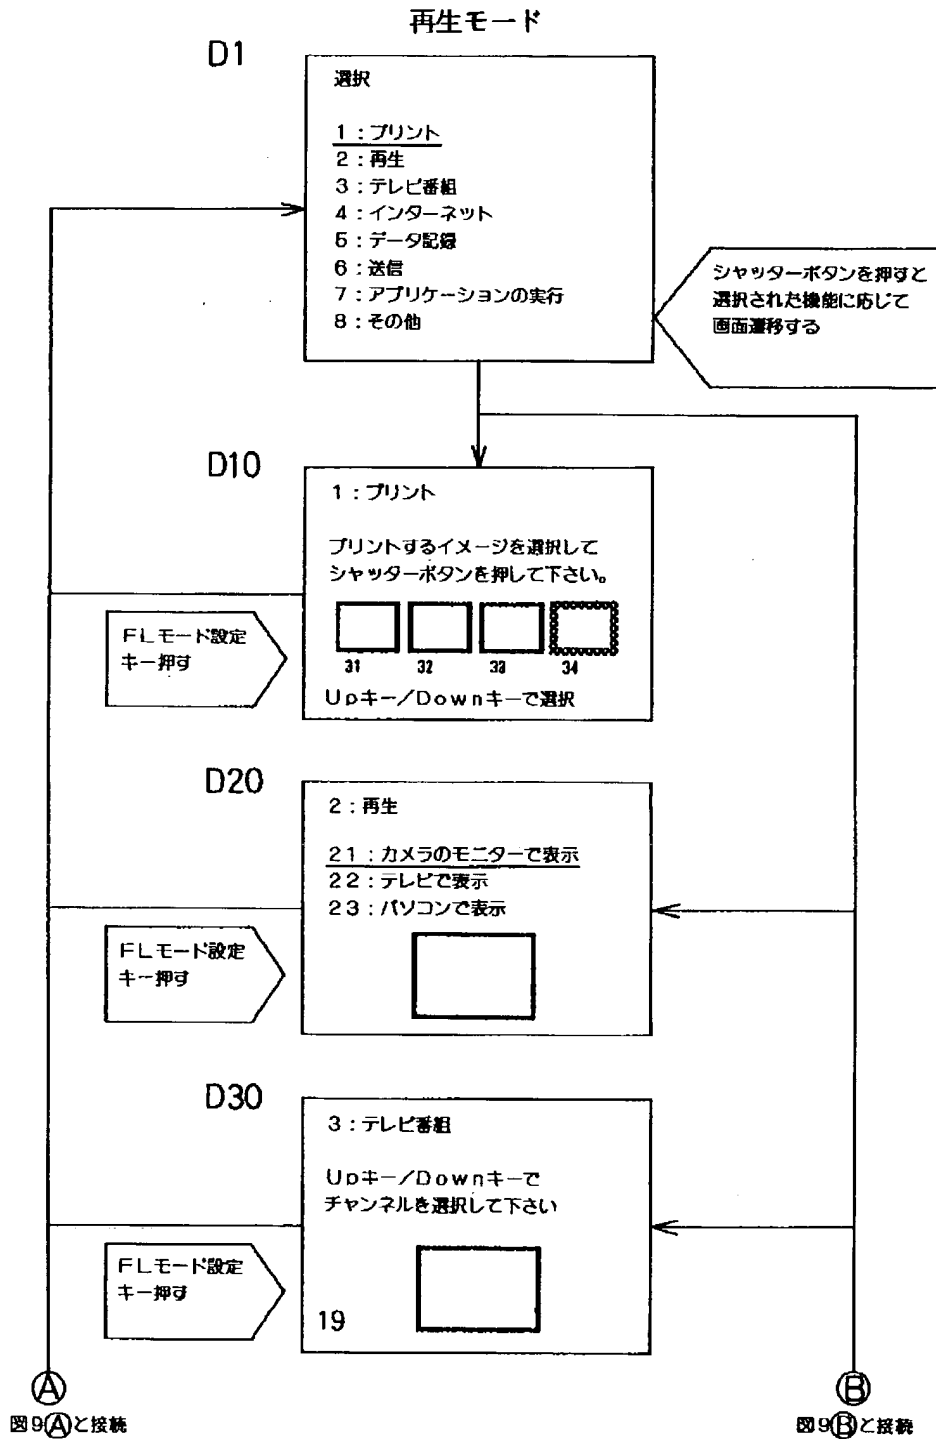 再生モード
D1
選択
1：プリント
2：再生
3：テレビ番組
4：インターネット
5：データ記録
6：送信
7：アプリケーションの実行
8：その他
シャッターボタンを押すと
選択された機能に応じて
画面遷移する
D10
1：プリント
プリントするイメージを選択して
シャッターボタンを押して下さい。
31 32 33 34
Upキー／Downキーで選択
FLモード設定
キー押す
D20
2：再生
21：カメラのモニターで表示
22：テレビで表示
23：パソコンで表示
FLモード設定
キー押す
D30
3：テレビ番組
Upキー／Downキーで
チャンネルを選択して下さい
19
FLモード設定
キー押す
Ⓐ
図9Ⓐと接続
Ⓑ
図9Ⓑと接続